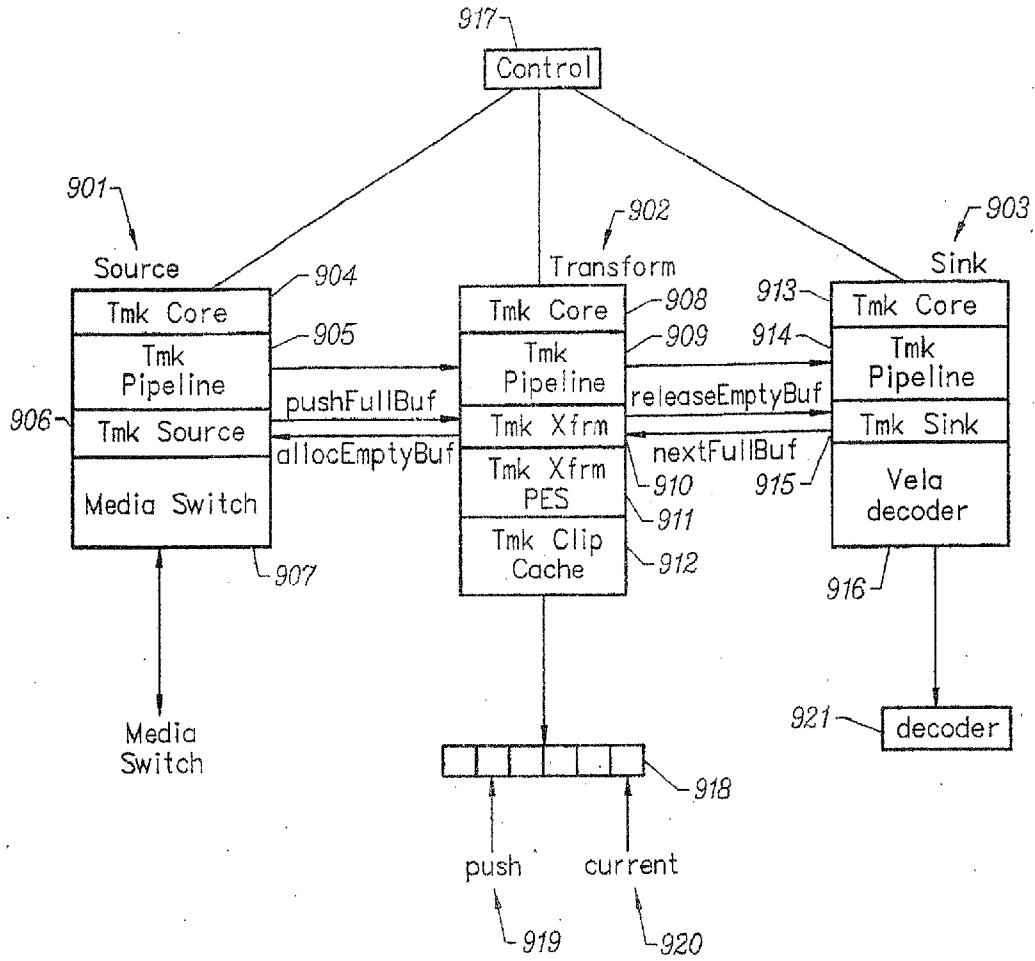 917
Control
901
902
903
Source
Transform
Sink
904
908
913
Tmk Core
Tmk Core
Tmk Core
905
909
914
Tmk
Pipeline
Tmk
Pipeline
Tmk
Pipeline
pushFullBuf
releaseEmptyBuf
906
Tmk Source
Tmk Xfrm
Tmk Sink
allocEmptyBuf
nextFullBuf
910
915
Media Switch
Tmk Xfrm
PES
Vela
decoder
911
Tmk Clip
Cache
907
912
916
Media
Switch
921
decoder
918
push
current
919
920